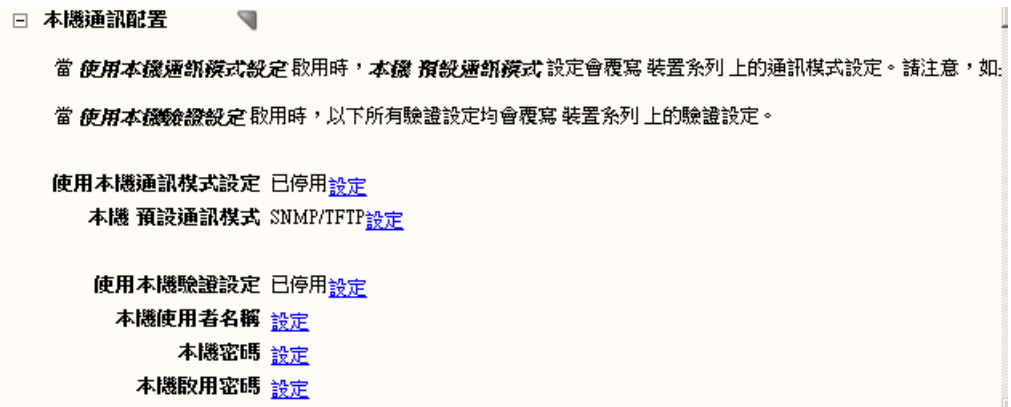 本機通訊配置
當 使用本機通訊模式設定 啟用時，本機 預設通訊模式 設定會覆寫 裝置系列 上的通訊模式設定。請注意，如
當 使用本機驗證設定 啟用時，以下所有驗證設定均會覆寫 裝置系列 上的驗證設定。
使用本機通訊模式設定 已停用設定
本機 預設通訊模式 SNMP/TFTP設定
使用本機驗證設定 已停用設定
本機使用者名稱 設定
本機密碼 設定
本機啟用密碼 設定